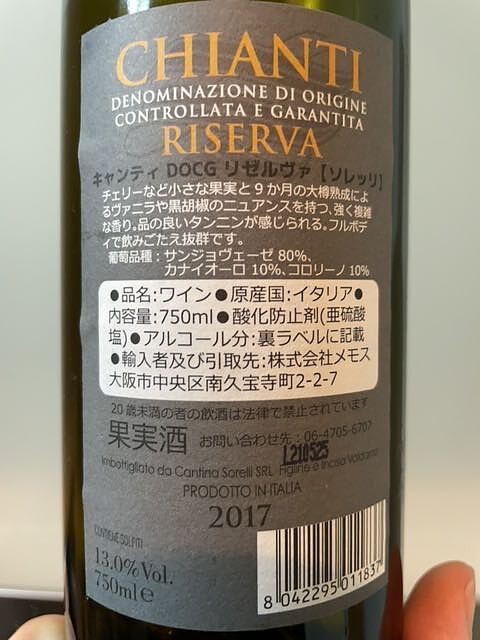 CHIANTI
DENOMINAZIONE DI ORIGINE
CONTROLLATA E GARANTITA
RISERVA
キャンティ DOCG リゼルヴァ【ソレッリ】
チェリーなど小さな果実と9か月の大樽熟成によ
るヴァニラや黒胡椒のニュアンスを持つ、強く複雑
な香り。品の良いタンニンが感じられる。フルボデ
ィで飲みごたえ抜群です。
葡萄品種：サンジョヴェーゼ 80%、
カナイオーロ 10%、コロリーノ 10%
●品名:ワイン●原産国:イタリア●
内容量:750ml●酸化防止剤(亜硫酸
塩)●アルコール分:裏ラベルに記載
●輸入者及び引取先:株式会社メモス
大阪市中央区南久宝寺町2-2-7
20歳未満の者の飲酒は法律で禁止されています
果実酒 お問い合わせ先：06-4705-6707
L210525
Imbottigliato da Cantina Sorelli SRL Figline e Incisa Valdarno
PRODOTTO IN ITALIA
2017
CONTIENE SOLFITI
13.0% Vol.
750ml e
8 042295 011837